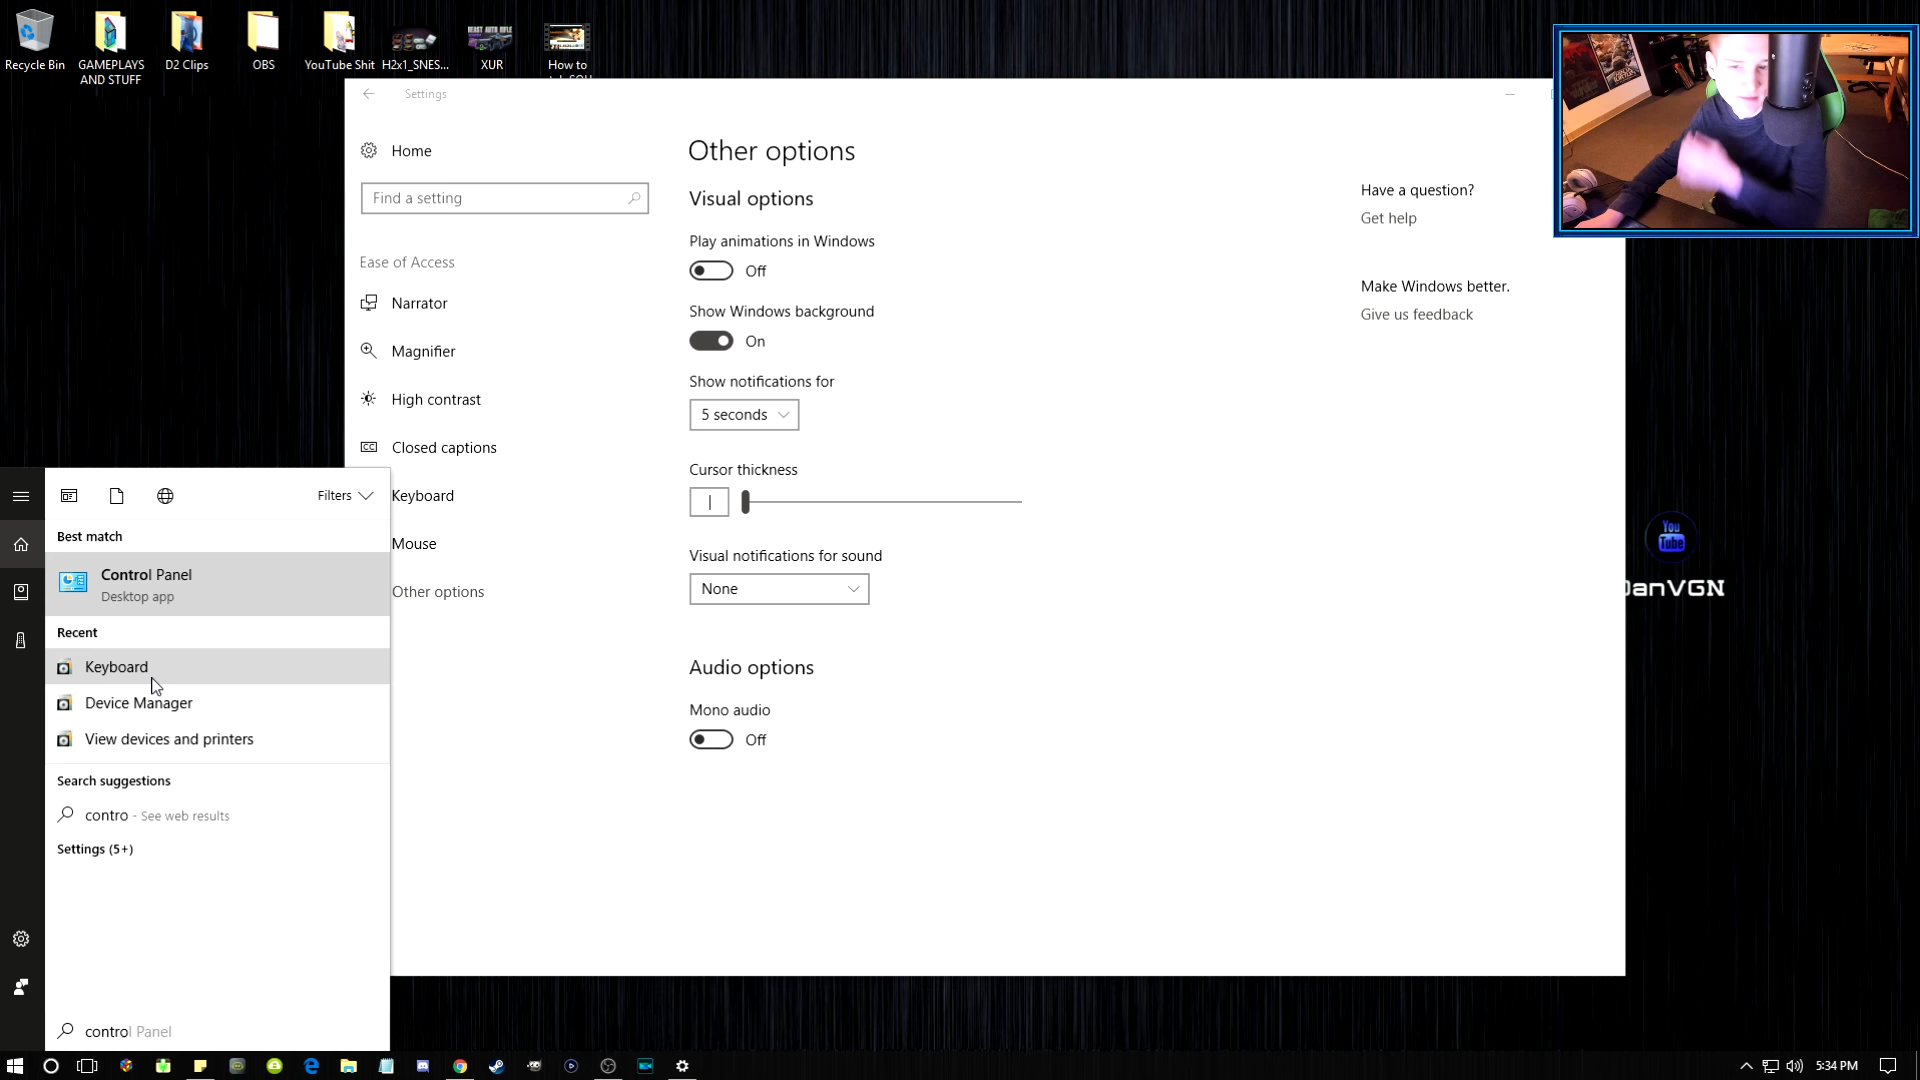 Recycle Bin
GAMEPLAYS
AND STUFF
D2 Clips
OBS
YouTube Shit
H2x1_SNES...
XUR
How to
Settings
Home
Find a setting
Ease of Access
Narrator
Magnifier
High contrast
Closed captions
Keyboard
Mouse
Other options
Other options
Visual options
Play animations in Windows
Off
Show Windows background
On
Show notifications for
5 seconds
Cursor thickness
Visual notifications for sound
None
Audio options
Mono audio
Off
Have a question?
Get help
Make Windows better.
Give us feedback
You
Tube
DanVGN
Filters
Best match
Control Panel
Desktop app
Recent
Keyboard
Device Manager
View devices and printers
Search suggestions
contro - See web results
Settings (5+)
control Panel
5:34 PM